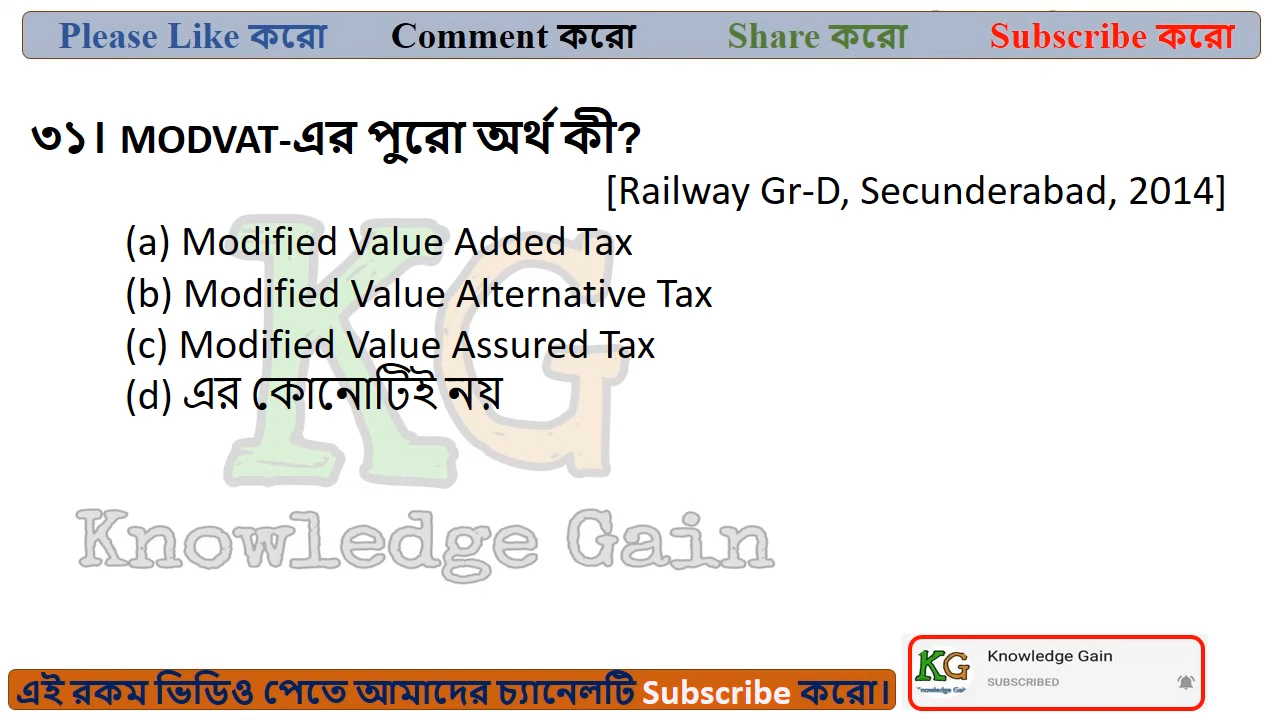 Please Like করো Comment করো Share করো Subscribe করো
৩১। MODVAT-এর পুরো অর্থ কী?
[Railway Gr-D, Secunderabad, 2014]
(a) Modified Value Added Tax
(b) Modified Value Alternative Tax
(c) Modified Value Assured Tax
(d) এর কোনোটিই নয়
KG
Knowledge Gain
এই রকম ভিডিও পেতে আমাদের চ্যানেলটি Subscribe করো।
KG
Knowledge Gain
SUBSCRIBED